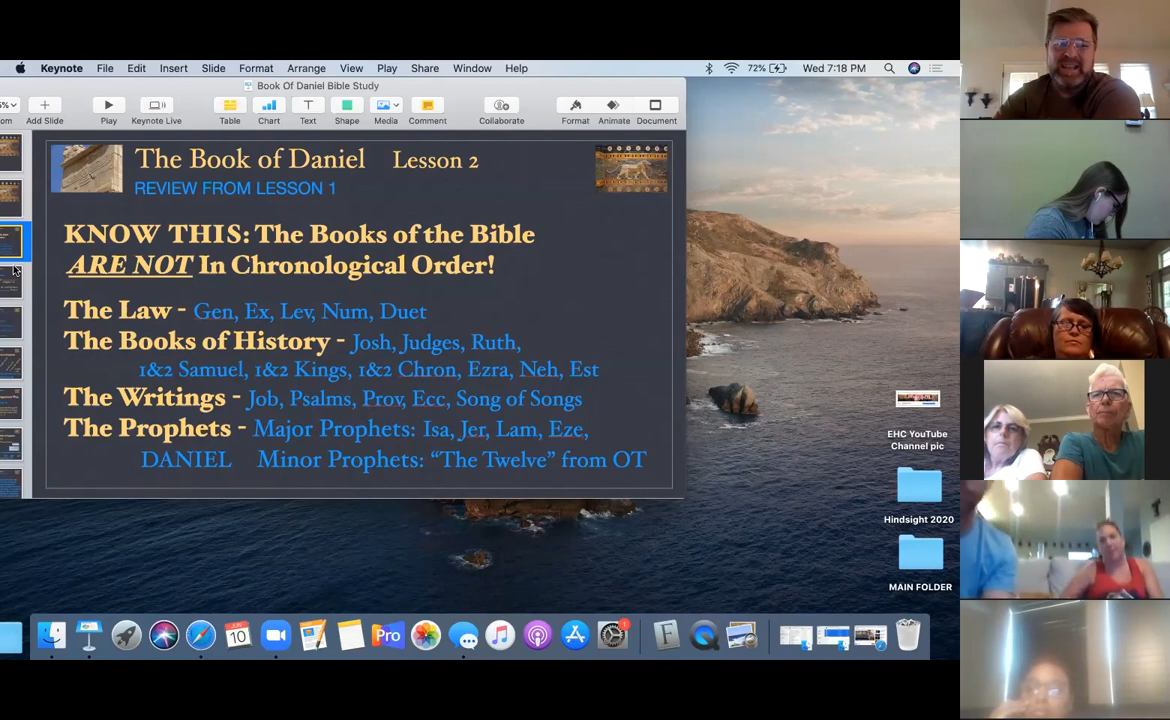 Keynote File Edit Insert Slide Format Arrange View Play Share Window Help 72% Wed 7:18 PM
Book Of Daniel Bible Study
Add Slide Play Keynote Live Table Chart Text Shape Media Comment Collaborate Format Animate Document
The Book of Daniel Lesson 2
REVIEW FROM LESSON 1
KNOW THIS: The Books of the Bible
ARE NOT In Chronological Order!
The Law - Gen, Ex, Lev, Num, Duet
The Books of History - Josh, Judges, Ruth,
1&2 Samuel, 1&2 Kings, 1&2 Chron, Ezra, Neh, Est
The Writings - Job, Psalms, Prov, Ecc, Song of Songs
The Prophets - Major Prophets: Isa, Jer, Lam, Eze,
DANIEL Minor Prophets: “The Twelve” from OT
EHC YouTube
Channel pic
Hindsight 2020
MAIN FOLDER
JUN
10
Pro
1
F